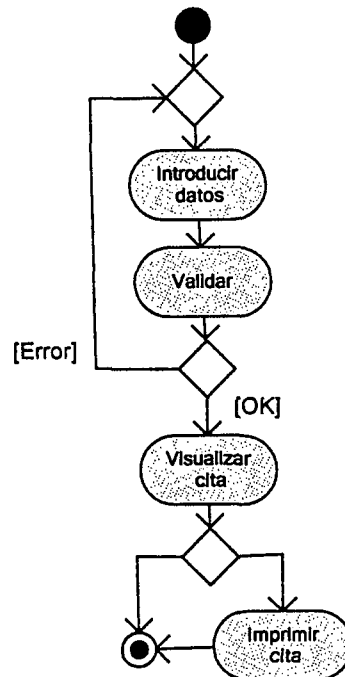 Introducir
datos
Validar
[Error]
[OK]
Visualizar
cita
Imprimir
cita